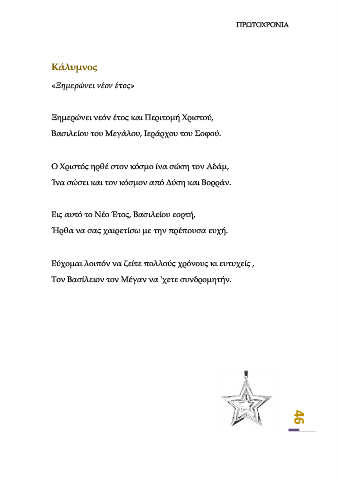 ΠΡΩΤΟΧΡΟΝΙΑ
Κάλυμνος
«Ξημερώνει νέον έτος»
Ξημερώνει νεόν έτος και Περιτομή Χριστού,
Βασιλείου του Μεγάλου, Ιεράρχου του Σοφού.
Ο Χριστός ηρθέ στον κόσμο ίνα σώση τον Αδάμ,
Ίνα σώσει και τον κόσμον από Δύση και Βορράν.
Εις αυτό το Νέο Έτος, Βασιλείου εορτή,
Ήρθα να σας χαιρετίσω με την πρέπουσα ευχή.
Εύχομαι λοιπόν να ζείτε πολλούς χρόνους κι ευτυχείς ,
Τον Βασίλειον τον Μέγαν να 'χετε συνδρομητήν.
46